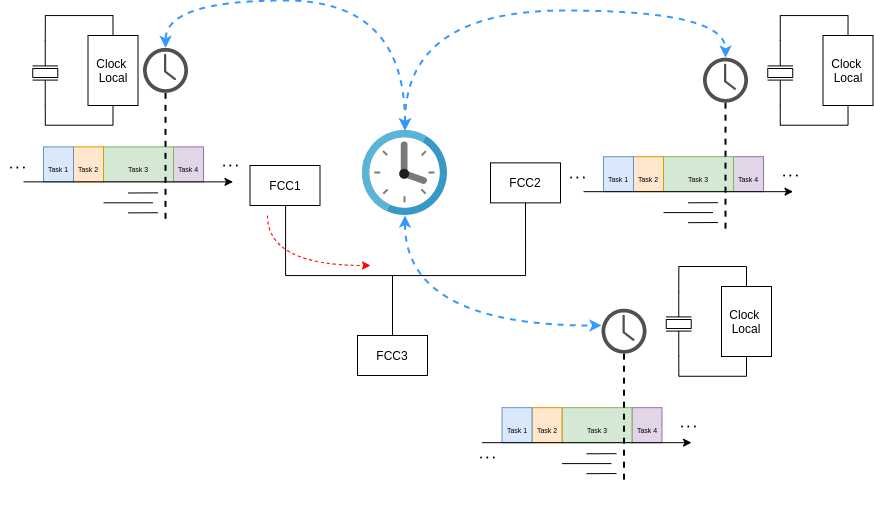 Clock
Local
Clock
Local
Task 1
Task 2
Task 3
Task 4
...
...
FCC1
FCC2
...
Task 1
Task 2
Task 3
Task 4
...
Clock
Local
FCC3
Task 1
Task 2
Task 3
Task 4
...
...